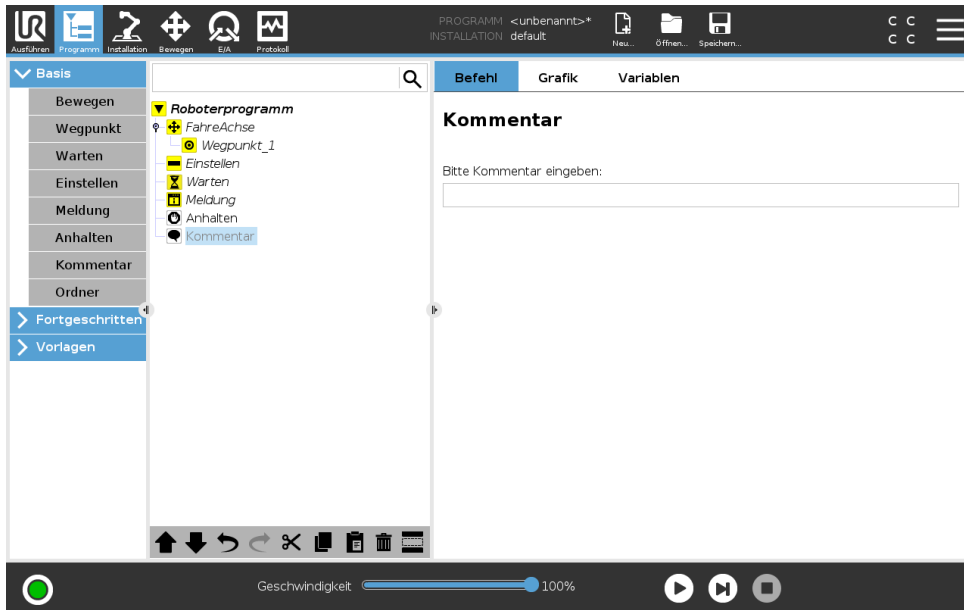 UR
PROGRAMM <unbenannt>*
INSTALLATION default
C C
C C
Ausführen Programm Installation Bewegen E/A Protokoll Neu... Öffnen... Speichern...
Basis
Bewegen
Wegpunkt
Warten
Einstellen
Meldung
Anhalten
Kommentar
Ordner
Fortgeschritten
Vorlagen
Roboterprogramm
FahreAchse
Wegpunkt_1
Einstellen
Warten
Meldung
Anhalten
Kommentar
Befehl Grafik Variablen
Kommentar
Bitte Kommentar eingeben:
Geschwindigkeit 100%